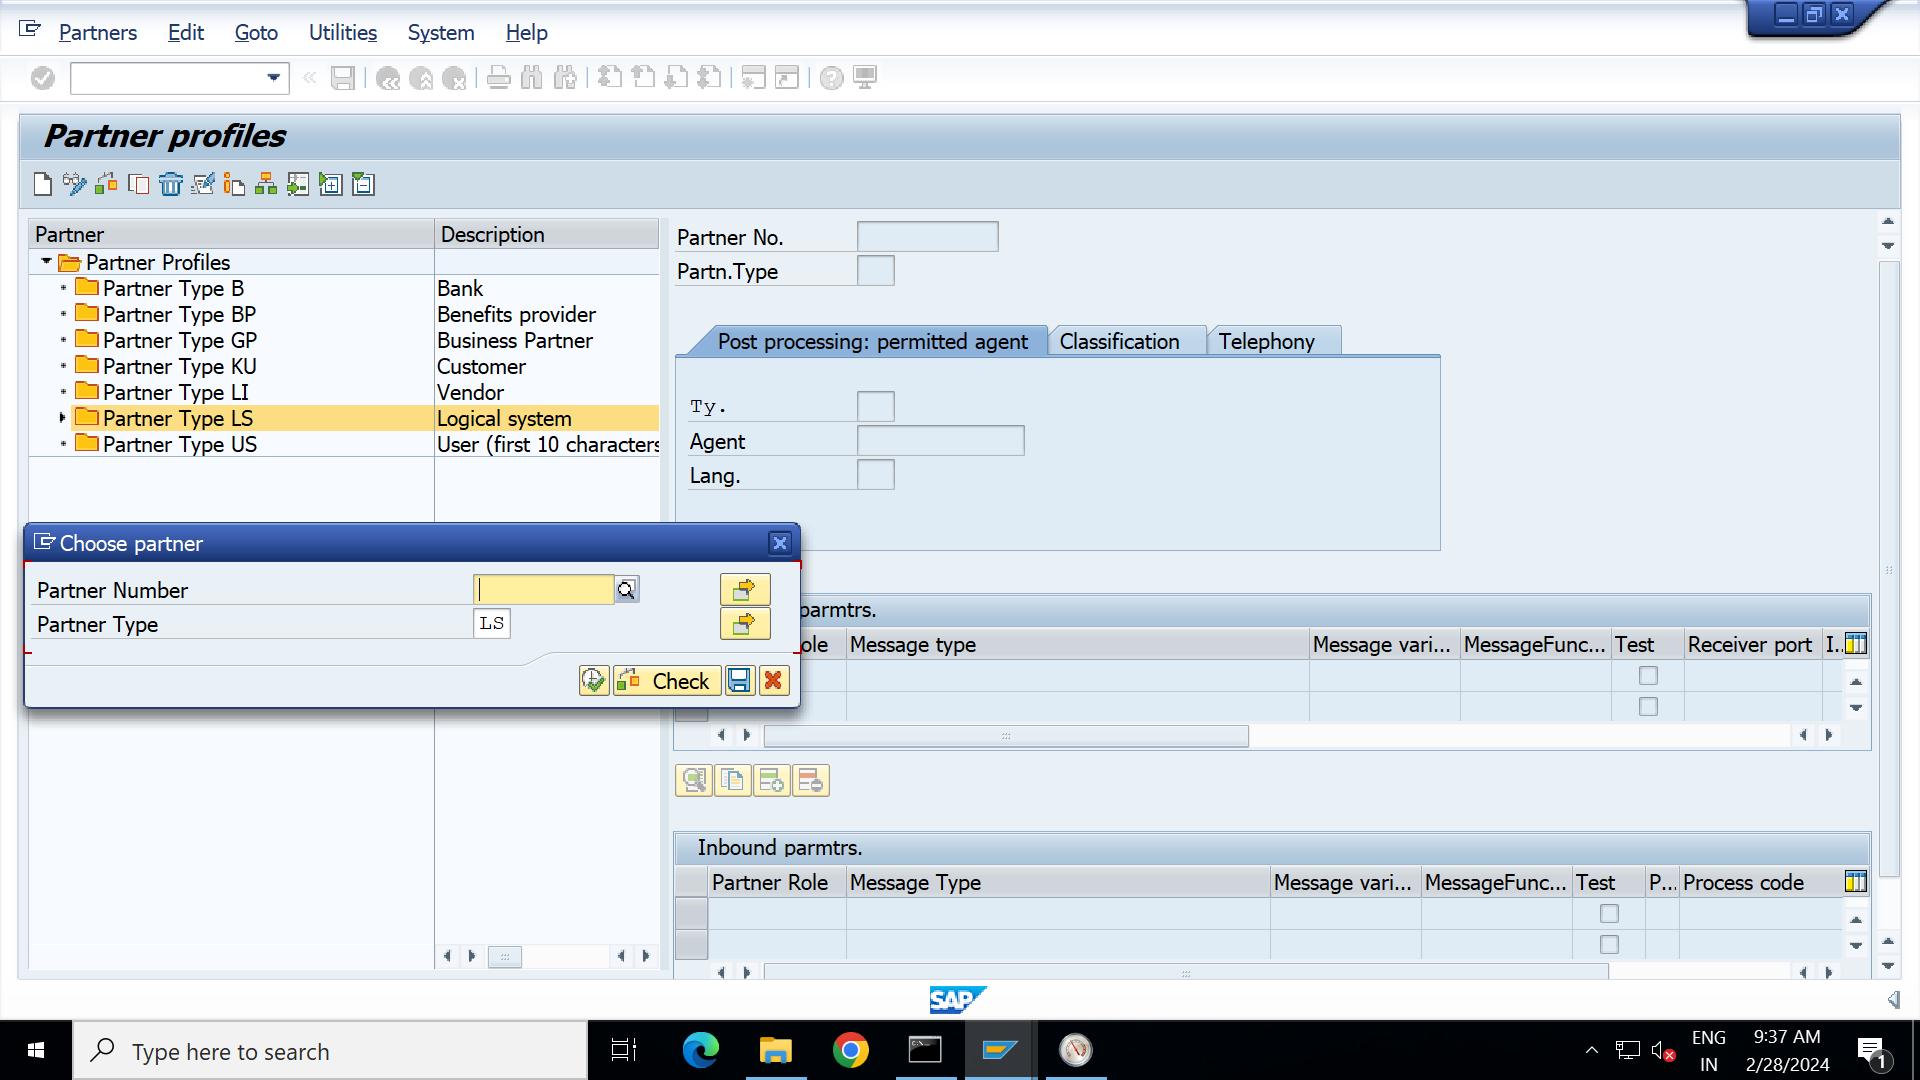 Partners Edit Goto Utilities System Help
Partner profiles
Partner Description
Partner Profiles
Partner Type B Bank
Partner Type BP Benefits provider
Partner Type GP Business Partner
Partner Type KU Customer
Partner Type LI Vendor
Partner Type LS Logical system
Partner Type US User (first 10 characters
Partner No.
Partn.Type
Post processing: permitted agent Classification Telephony
Ty.
Agent
Lang.
Choose partner
Partner Number
Partner Type LS
Check
parmtrs.
ole Message type Message vari... MessageFunc... Test Receiver port I..
Inbound parmtrs.
Partner Role Message Type Message vari... MessageFunc... Test P... Process code
SAP
Type here to search
ENG
IN
9:37 AM
2/28/2024
1